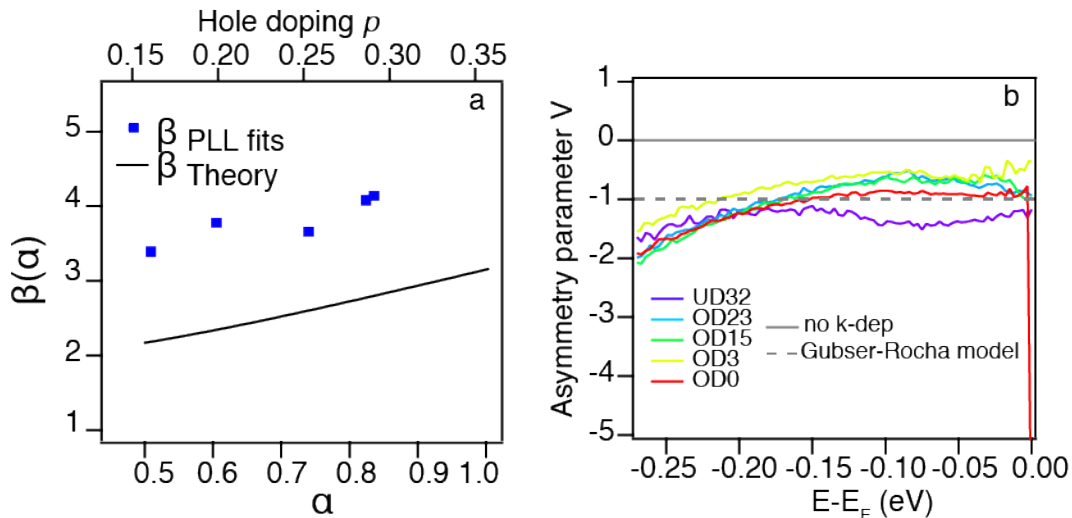 Hole doping p
0.15 0.20 0.25 0.30 0.35
a
β PLL fits
β Theory
5
4
3
2
1
β(α)
0.5 0.6 0.7 0.8 0.9 1.0
α
b
1
0
-1
-2
-3
-4
-5
Asymmetry parameter V
UD32
OD23
OD15
OD3
OD0
no k-dep
Gubser-Rocha model
-0.25 -0.20 -0.15 -0.10 -0.05 0.00
E-EF (eV)